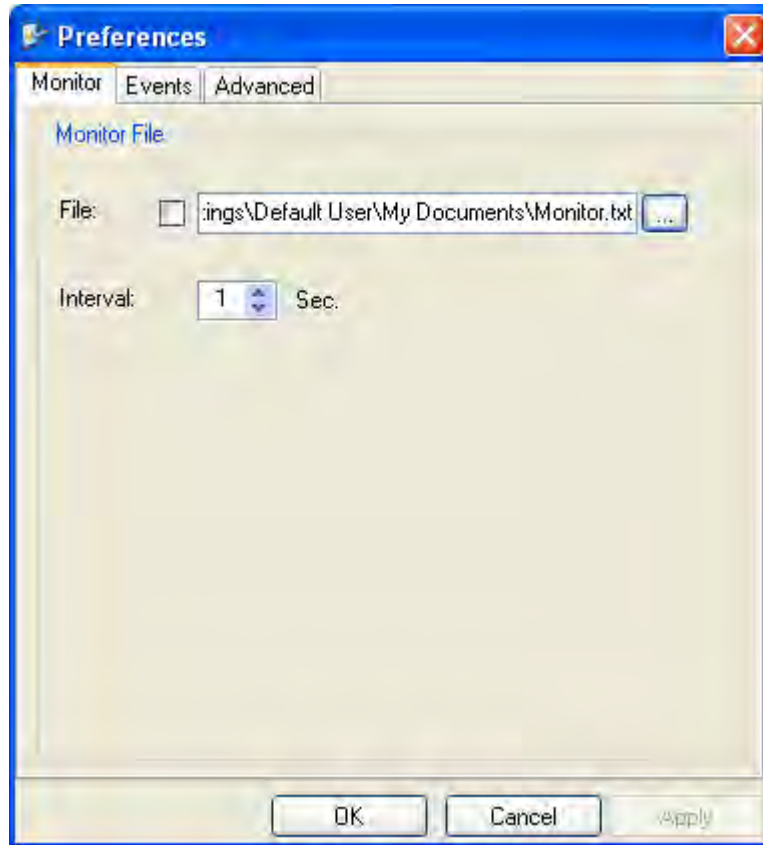 Preferences
Monitor Events Advanced
Monitor File
File: :ings\Default User\My Documents\Monitor.txt ...
Interval: 1 Sec.
OK Cancel Apply